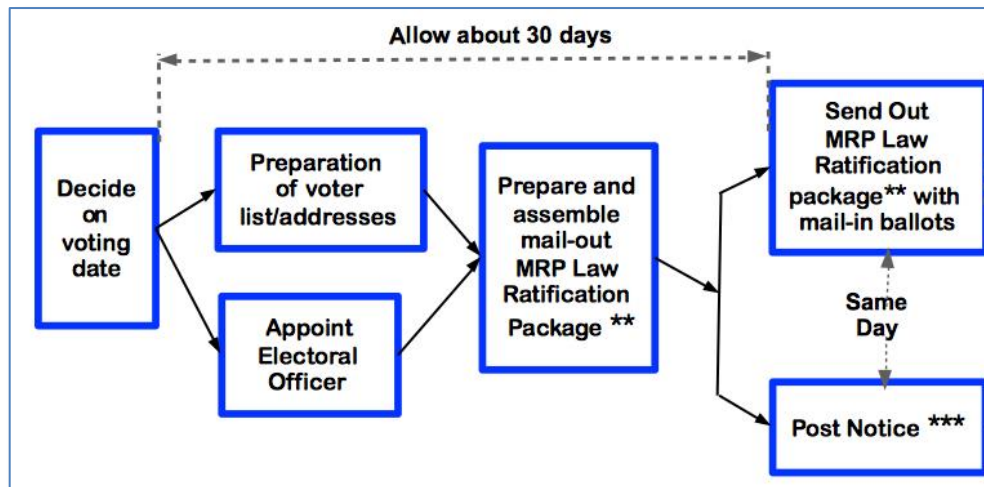 Allow about 30 days
Decide
on
voting
date
Preparation
of voter
list/addresses
Appoint
Electoral
Officer
Prepare and
assemble
mail-out
MRP Law
Ratification
Package **
Send Out
MRP Law
Ratification
package** with
mail-in ballots
Same
Day
Post Notice ***